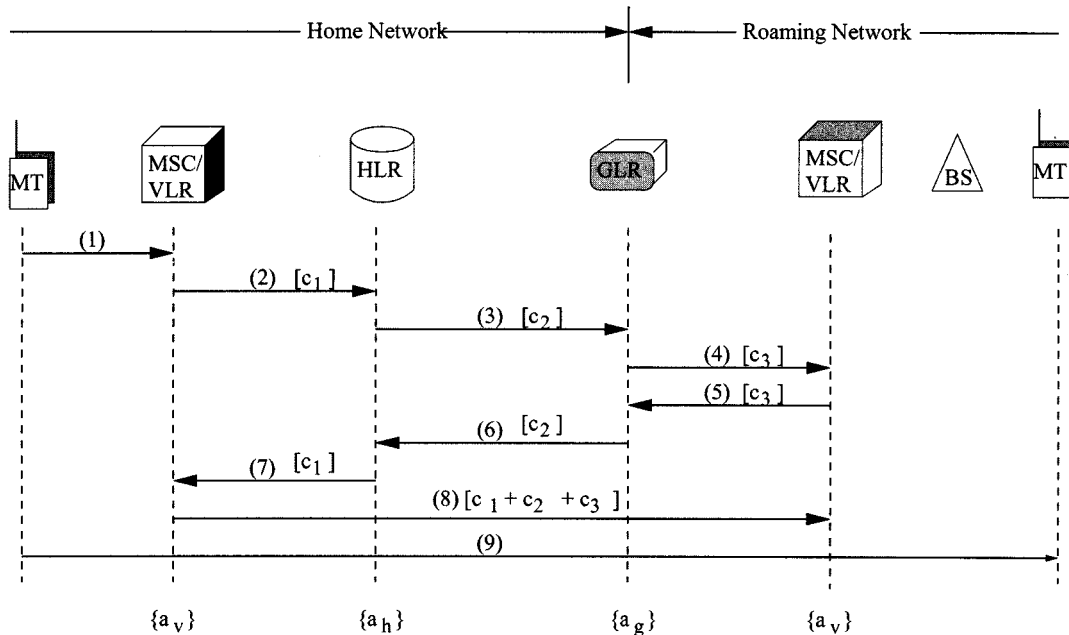 Home Network
Roaming Network
MT
MSC/
VLR
HLR
GLR
MSC/
VLR
BS
MT
(1)
(2) [c1]
(3) [c2]
(4) [c3]
(5) [c3]
(6) [c2]
(7) [c1]
(8) [c1 + c2 + c3]
(9)
{av}
{ah}
{ag}
{av}